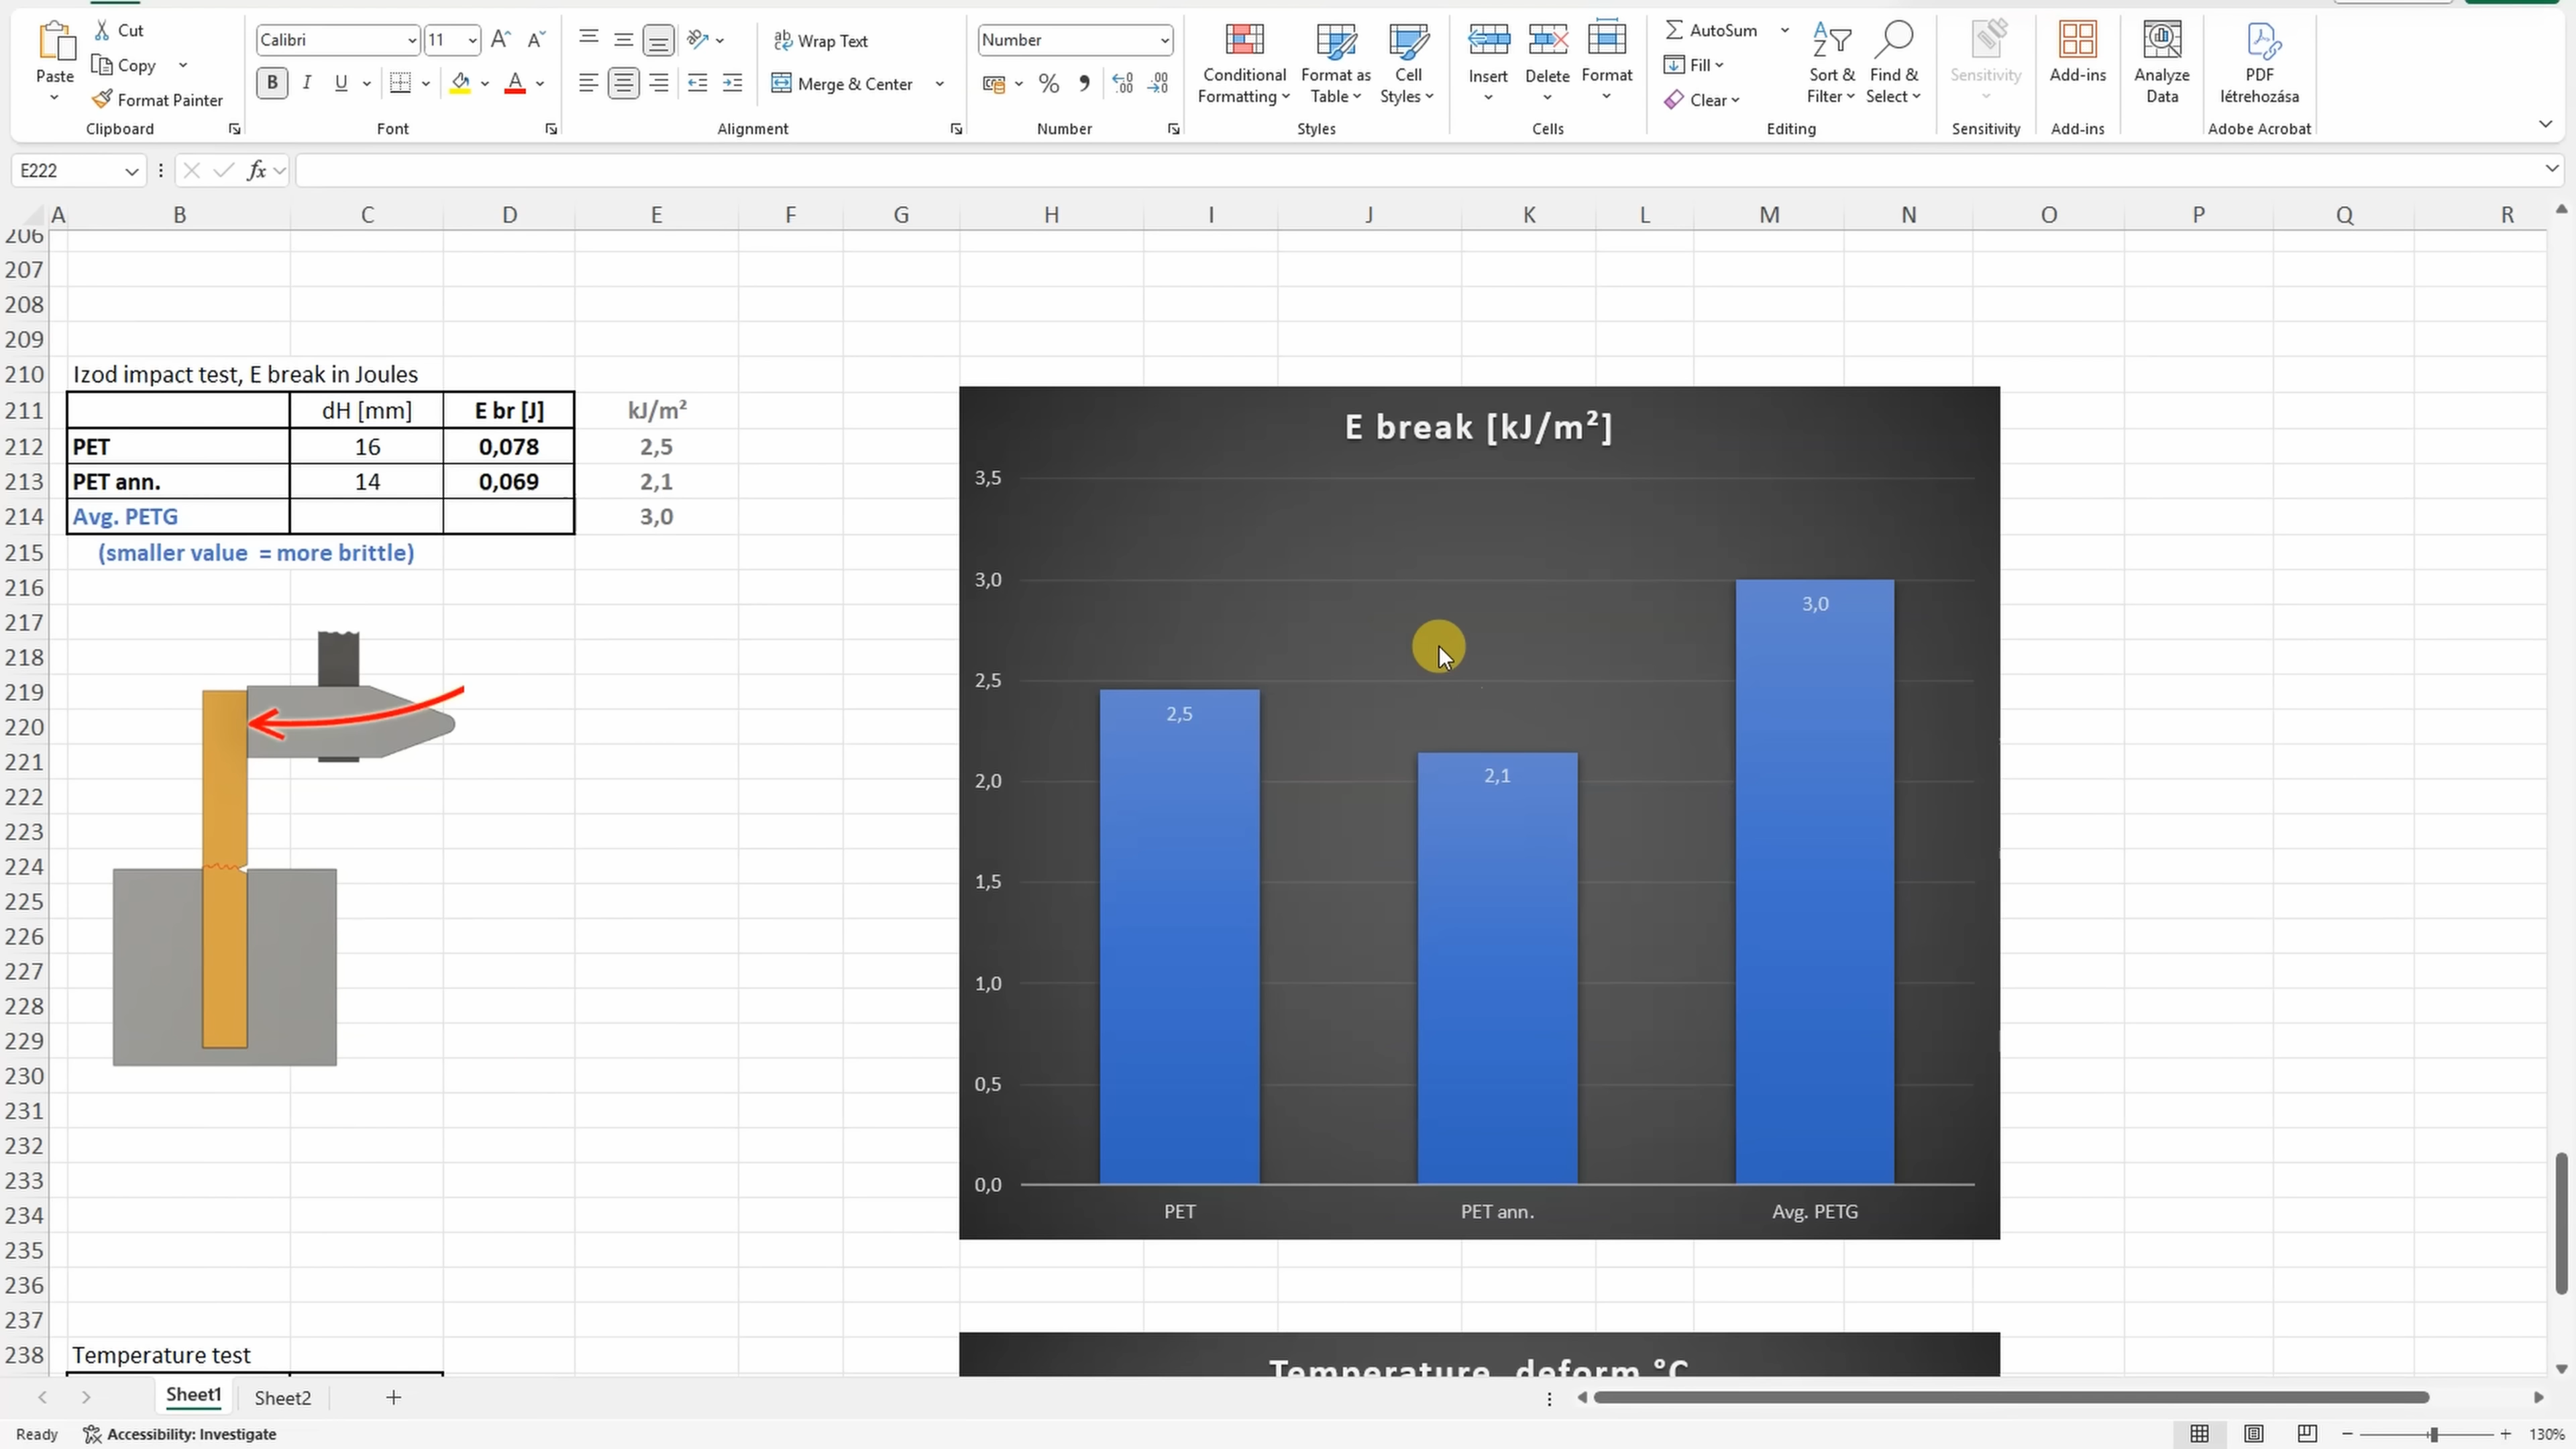 Paste
Cut
Copy
Format Painter
Clipboard
Calibri
11
B I U
Font
Wrap Text
Merge & Center
Alignment
Number
Number
Conditional Formatting
Format as Table
Cell Styles
Styles
Insert
Delete
Format
Cells
AutoSum
Fill
Clear
Sort & Filter
Find & Select
Editing
Sensitivity
Sensitivity
Add-ins
Add-ins
Analyze Data
PDF létrehozása
Adobe Acrobat
E222
fx
A B C D E F G H I J K L M N O P Q R
206
207
208
209
210 Izod impact test, E break in Joules
211 dH [mm] E br [J] kJ/m²
212 PET 16 0,078 2,5
213 PET ann. 14 0,069 2,1
214 Avg. PETG 3,0
215 (smaller value = more brittle)
216
217
218
219
220
221
222
223
224
225
226
227
228
229
230
231
232
233
234
235
236
237
238 Temperature test
E break [kJ/m²]
3,5
3,0
2,5
2,0
1,5
1,0
0,5
0,0
2,5
2,1
3,0
PET PET ann. Avg. PETG
Temperature, deform °C
Sheet1 Sheet2
Ready Accessibility: Investigate
130%